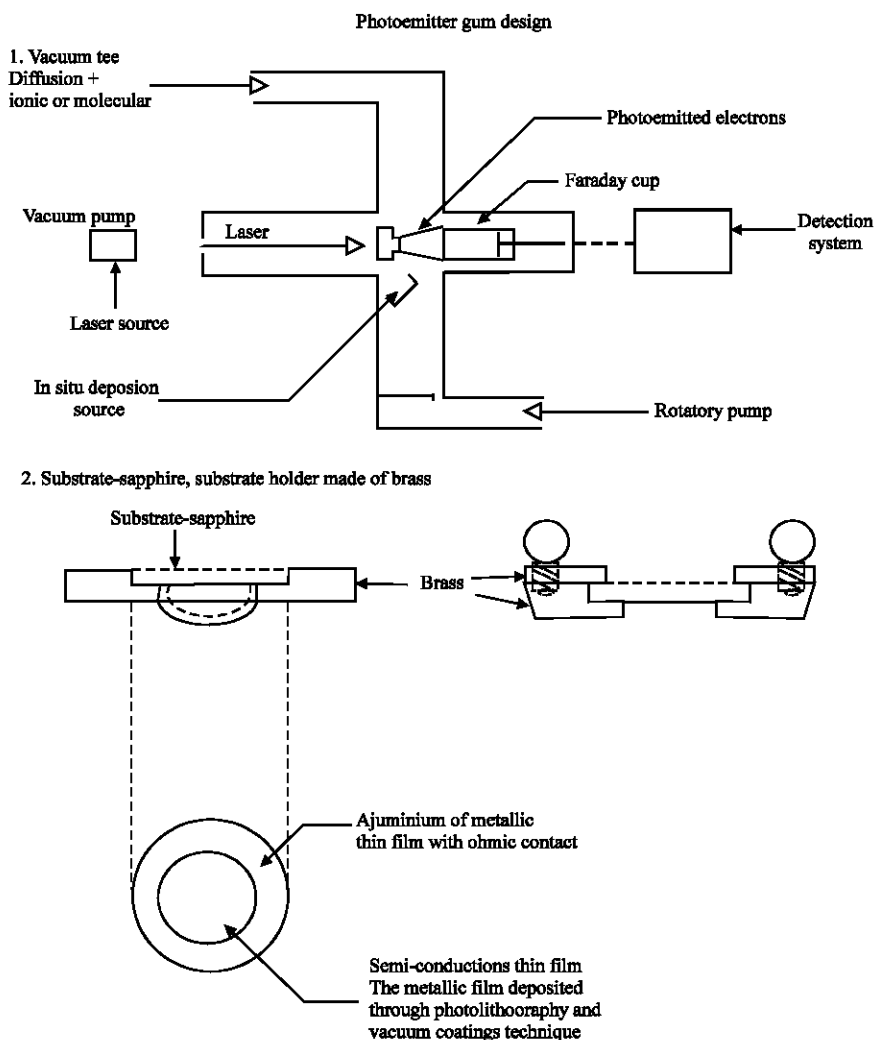 Photoemitter gum design
1. Vacuum tee
Diffusion +
ionic or molecular
Photoemitted electrons
Faraday cup
Vacuum pump
Laser
Detection
system
Laser source
In situ deposion
source
Rotatory pump
2. Substrate-sapphire, substrate holder made of brass
Substrate-sapphire
Brass
Ajuminium of metallic
thin film with ohmic contact
Semi-conductions thin film
The metallic film deposited
through photolithooraphy and
vacuum coatings technique